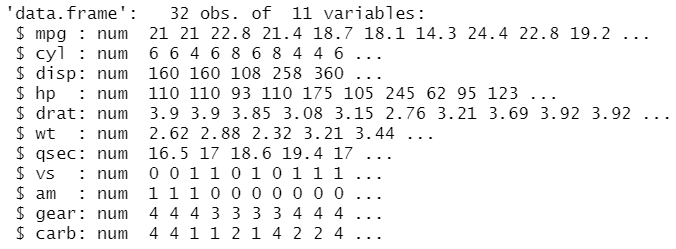 'data.frame':   32 obs. of  11 variables:
 $ mpg : num  21 21 22.8 21.4 18.7 18.1 14.3 24.4 22.8 19.2 ...
 $ cyl : num  6 6 4 6 8 6 8 4 4 6 ...
 $ disp: num  160 160 108 258 360 ...
 $ hp  : num  110 110 93 110 175 105 245 62 95 123 ...
 $ drat: num  3.9 3.9 3.85 3.08 3.15 2.76 3.21 3.69 3.92 3.92 ...
 $ wt  : num  2.62 2.88 2.32 3.21 3.44 ...
 $ qsec: num  16.5 17 18.6 19.4 17 ...
 $ vs  : num  0 0 1 1 0 1 0 1 1 1 ...
 $ am  : num  1 1 1 0 0 0 0 0 0 0 ...
 $ gear: num  4 4 4 3 3 3 3 4 4 4 ...
 $ carb: num  4 4 1 1 2 1 4 2 2 4 ...